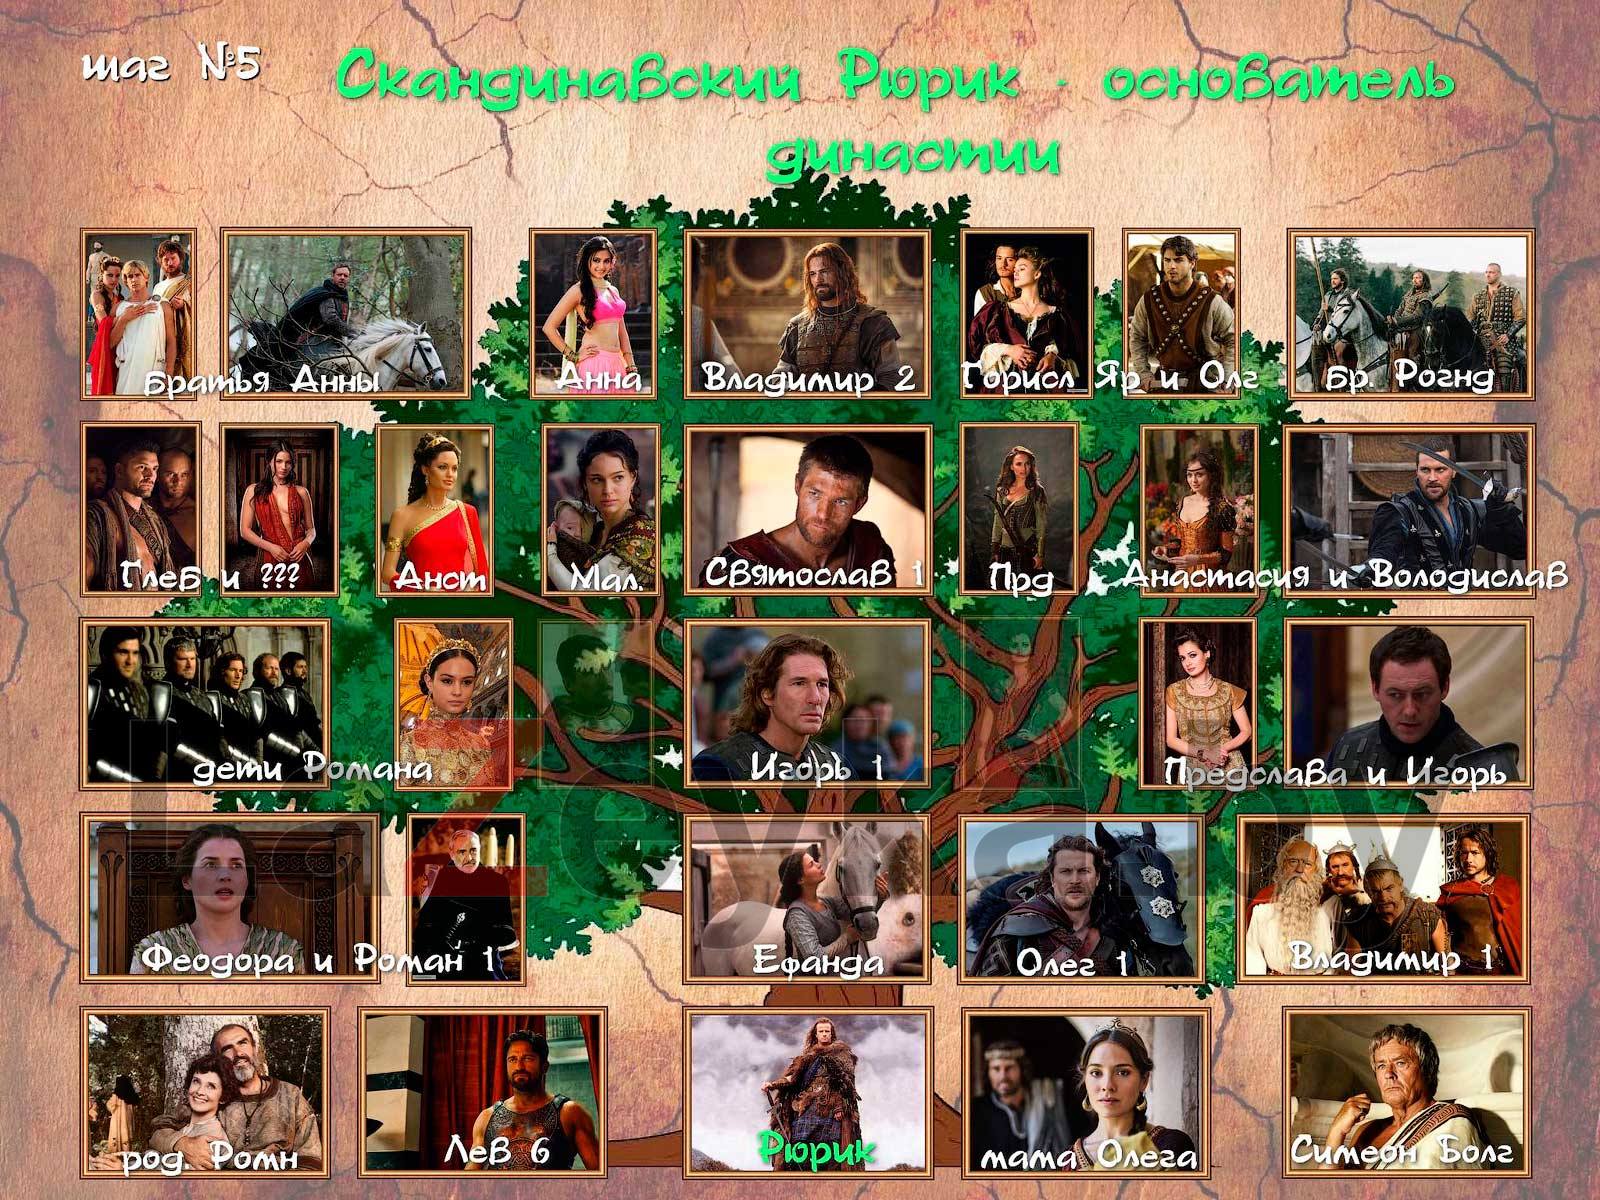 шаг №5
Скандинавский Рюрик - основатель
династии
Братья Анны
Анна
Владимир 2
Горисл
Яр и Олг
Бр. Рогнд
Глеб и ???
Анст
Мал.
Святослав 1
Прд
Анастасия и Володислав
дети Романа
Игорь 1
Предслава и Игорь
Феодора и Роман 1
Ефанда
Олег 1
Владимир 1
род. Ромн
Лев 6
Рюрик
мама Олега
Симеон Болг